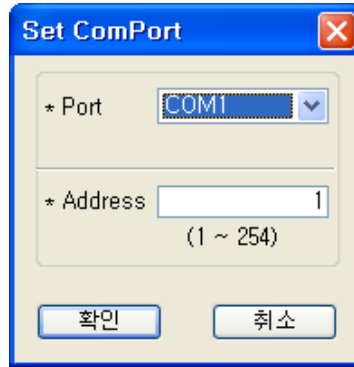 Set ComPort
* Port COM1
* Address 1
(1 ~ 254)
확인 취소